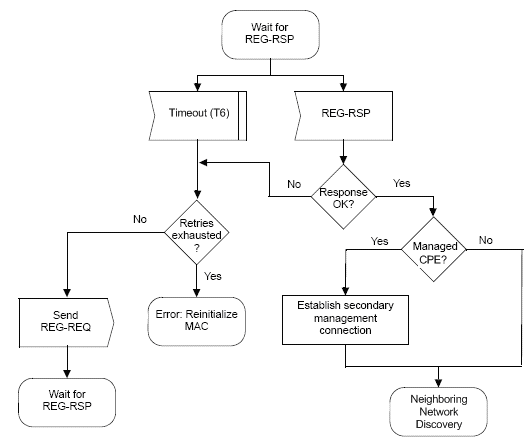 Wait for
REG-RSP
Timeout (T6)
REG-RSP
No
Response
OK?
Yes
No
Retries
exhausted
?
Yes
Managed
CPE?
No
Yes
Send
REG-REQ
Error: Reinitialize
MAC
Establish secondary
management
connection
Wait for
REG-RSP
Neighboring
Network
Discovery